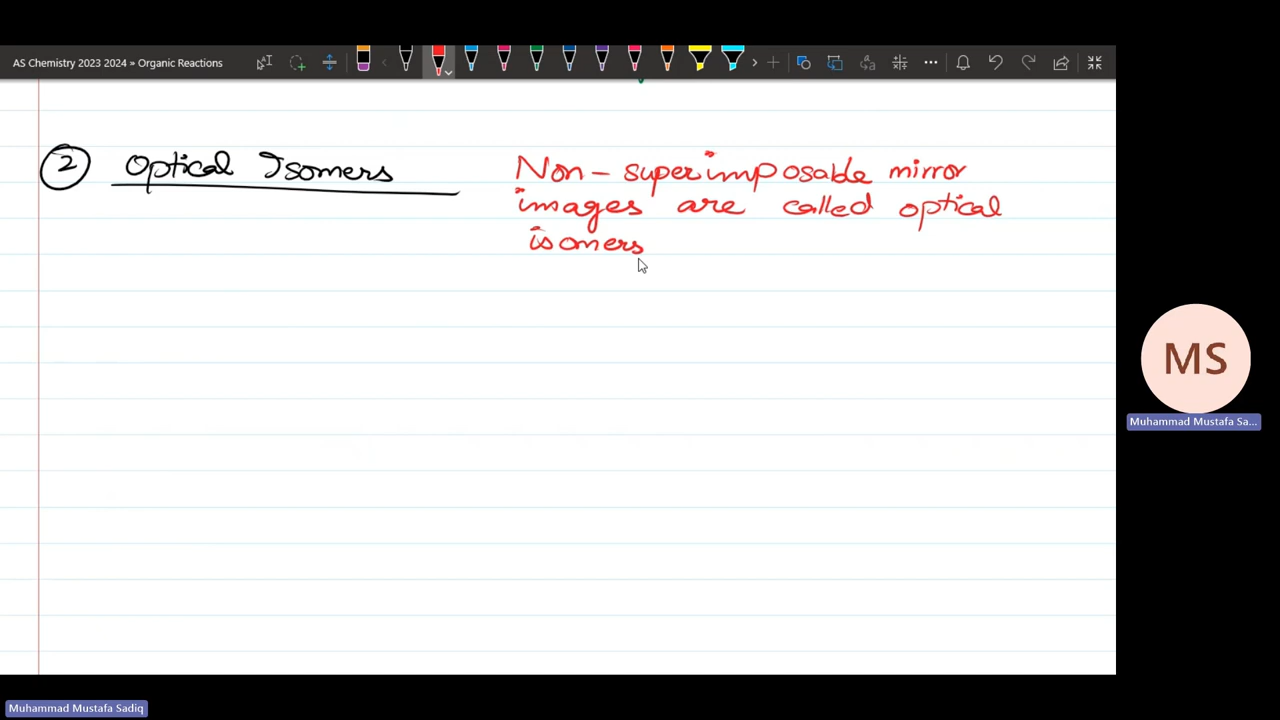 AS Chemistry 2023 2024 » Organic Reactions
② Optical Isomers
Non-superimposable mirror
images are called optical
isomers
MS
Muhammad Mustafa Sa...
Muhammad Mustafa Sadiq